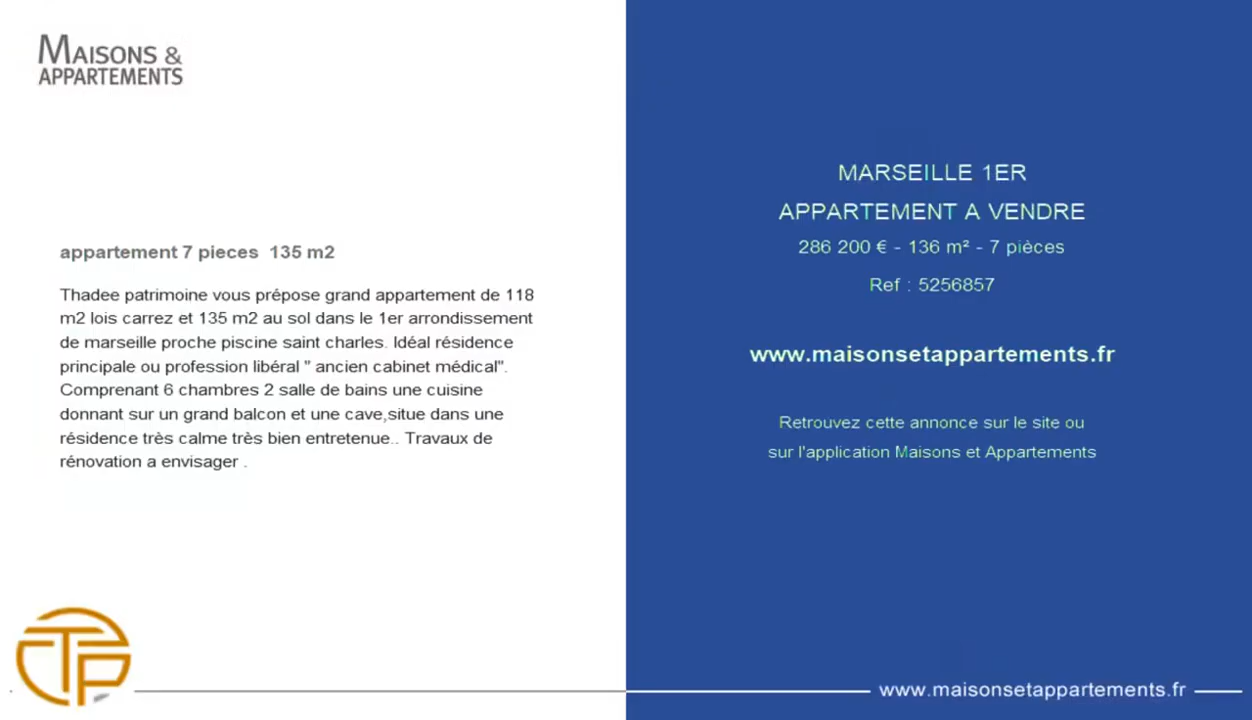 MAISONS &
APPARTEMENTS
appartement 7 pieces 135 m2
Thadee patrimoine vous prépose grand appartement de 118
m2 lois carrez et 135 m2 au sol dans le 1er arrondissement
de marseille proche piscine saint charles. Idéal résidence
principale ou profession libéral " ancien cabinet médical".
Comprenant 6 chambres 2 salle de bains une cuisine
donnant sur un grand balcon et une cave,situe dans une
résidence très calme très bien entretenue.. Travaux de
rénovation a envisager .
MARSEILLE 1ER
APPARTEMENT A VENDRE
286 200 € - 136 m² - 7 pièces
Ref : 5256857
www.maisonsetappartements.fr
Retrouvez cette annonce sur le site ou
sur l'application Maisons et Appartements
TP
www.maisonsetappartements.fr